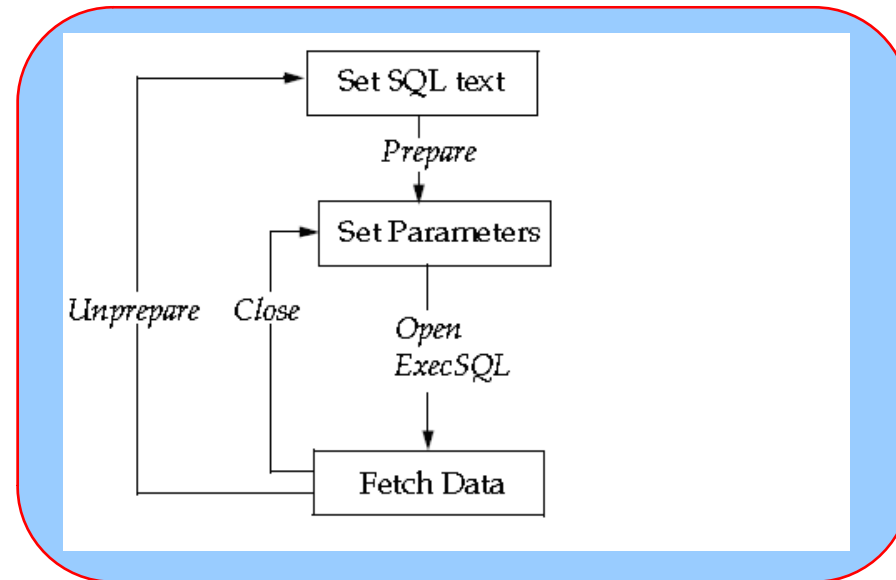 Set SQL text
Prepare
Set Parameters
Unprepare
Close
Open
ExecSQL
Fetch Data